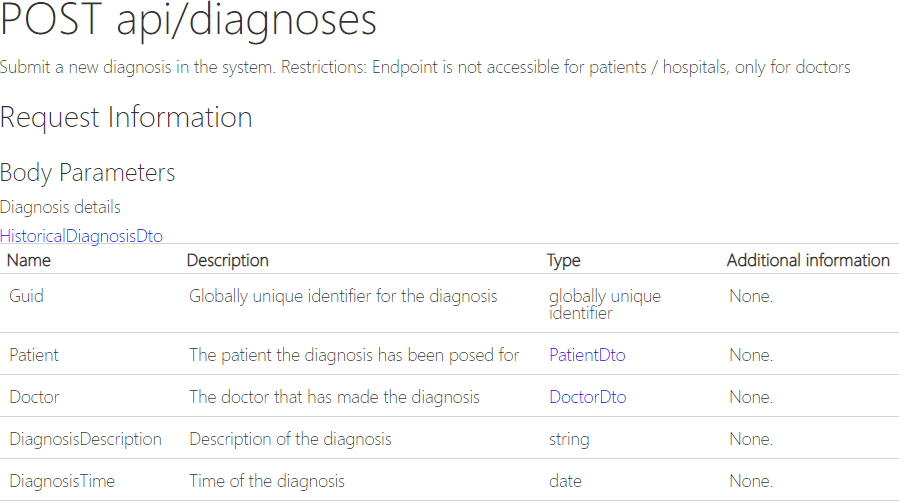 POST api/diagnoses
Submit a new diagnosis in the system. Restrictions: Endpoint is not accessible for patients / hospitals, only for doctors
Request Information
Body Parameters
Diagnosis details
HistoricalDiagnosisDto
Name Description Type Additional information
Guid Globally unique identifier for the diagnosis globally unique None.
identifier
Patient The patient the diagnosis has been posed for PatientDto None.
Doctor The doctor that has made the diagnosis DoctorDto None.
DiagnosisDescription Description of the diagnosis string None.
DiagnosisTime Time of the diagnosis date None.